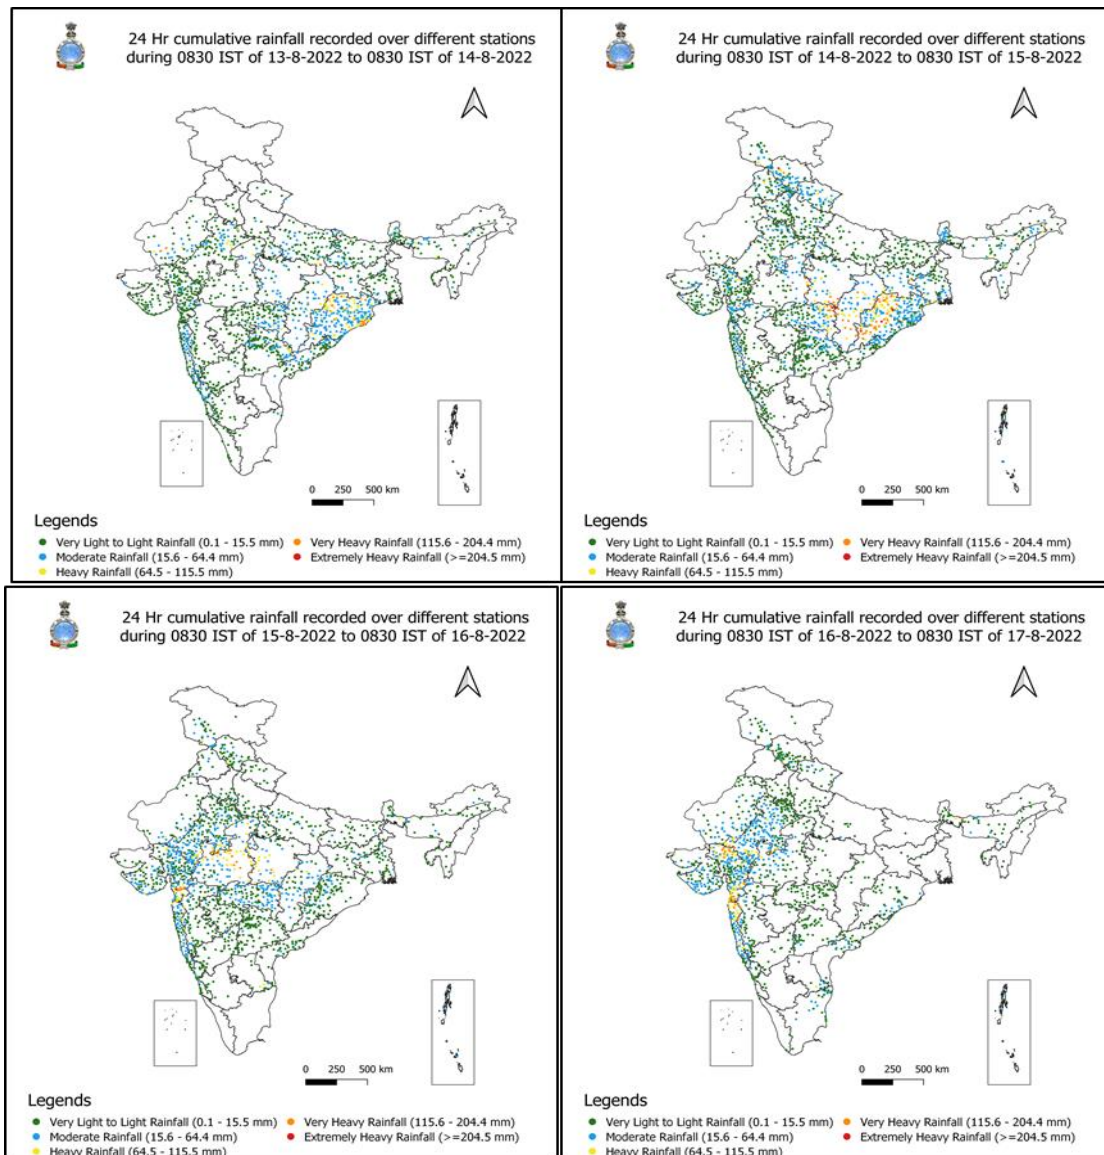 24 Hr cumulative rainfall recorded over different stations
during 0830 IST of 13-8-2022 to 0830 IST of 14-8-2022
0 250 500 km
Legends
Very Light to Light Rainfall (0.1 - 15.5 mm)
Very Heavy Rainfall (115.6 - 204.4 mm)
Moderate Rainfall (15.6 - 64.4 mm)
Extremely Heavy Rainfall (>=204.5 mm)
Heavy Rainfall (64.5 - 115.5 mm)
24 Hr cumulative rainfall recorded over different stations
during 0830 IST of 14-8-2022 to 0830 IST of 15-8-2022
0 250 500 km
Legends
Very Light to Light Rainfall (0.1 - 15.5 mm)
Very Heavy Rainfall (115.6 - 204.4 mm)
Moderate Rainfall (15.6 - 64.4 mm)
Extremely Heavy Rainfall (>=204.5 mm)
Heavy Rainfall (64.5 - 115.5 mm)
24 Hr cumulative rainfall recorded over different stations
during 0830 IST of 15-8-2022 to 0830 IST of 16-8-2022
0 250 500 km
Legends
Very Light to Light Rainfall (0.1 - 15.5 mm)
Very Heavy Rainfall (115.6 - 204.4 mm)
Moderate Rainfall (15.6 - 64.4 mm)
Extremely Heavy Rainfall (>=204.5 mm)
Heavy Rainfall (64.5 - 115.5 mm)
24 Hr cumulative rainfall recorded over different stations
during 0830 IST of 16-8-2022 to 0830 IST of 17-8-2022
0 250 500 km
Legends
Very Light to Light Rainfall (0.1 - 15.5 mm)
Very Heavy Rainfall (115.6 - 204.4 mm)
Moderate Rainfall (15.6 - 64.4 mm)
Extremely Heavy Rainfall (>=204.5 mm)
Heavy Rainfall (64.5 - 115.5 mm)